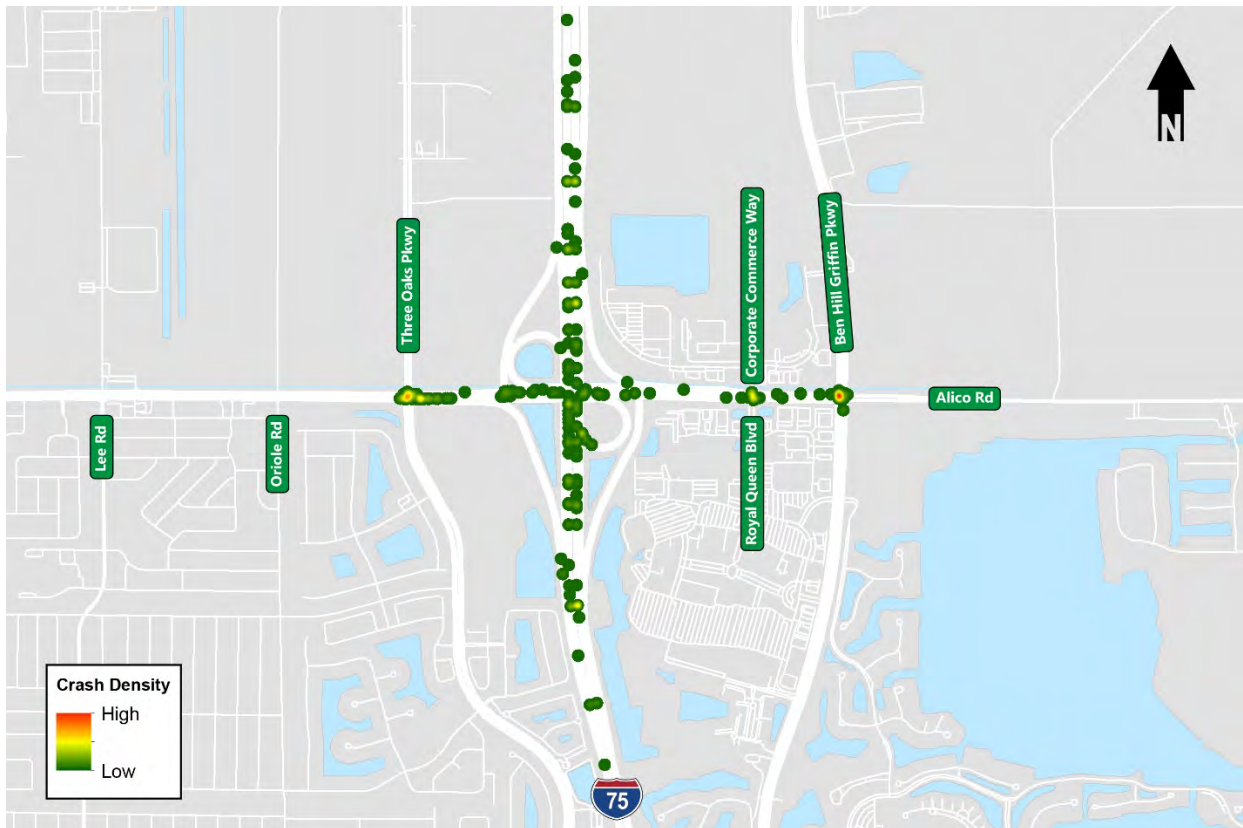 N
Three Oaks Pkwy
Corporate Commerce Way
Ben Hill Griffin Pkwy
Alico Rd
Lee Rd
Oriole Rd
Royal Queen Blvd
Crash Density
High
Low
75